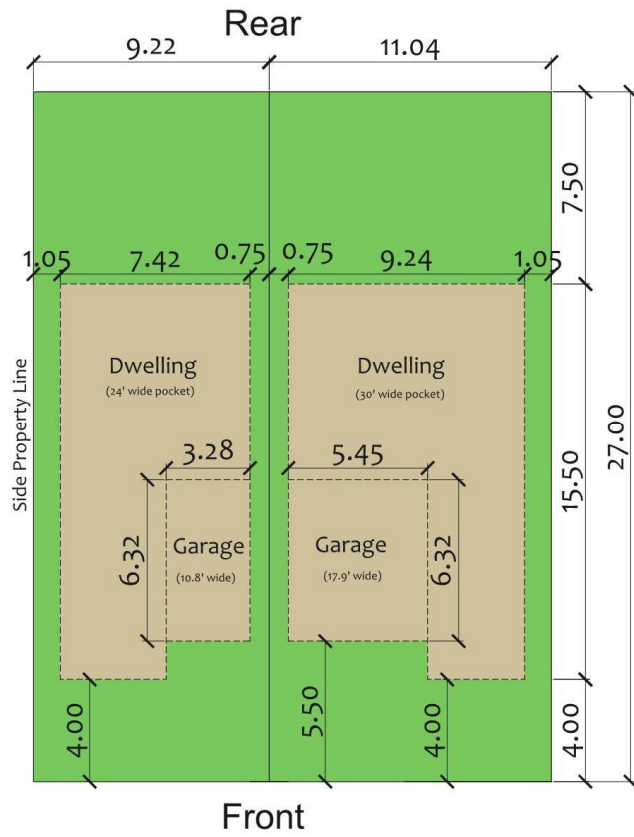 Rear
9.22
11.04
7.50
1.05
7.42
0.75
0.75
9.24
1.05
Dwelling
(24' wide pocket)
Dwelling
(30' wide pocket)
Side Property Line
3.28
5.45
15.50
27.00
6.32
Garage
(10.8' wide)
Garage
(17.9' wide)
6.32
4.00
5.50
4.00
4.00
Front